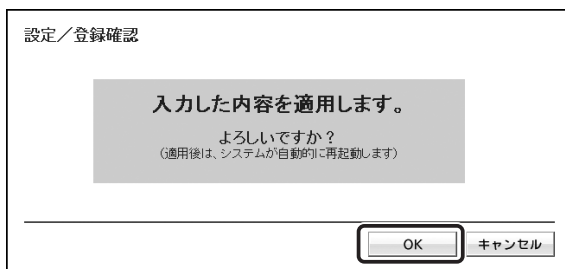 設定／登録確認
入力した内容を適用します。
よろしいですか？
(適用後は、システムが自動的に再起動します)
OK
キャンセル